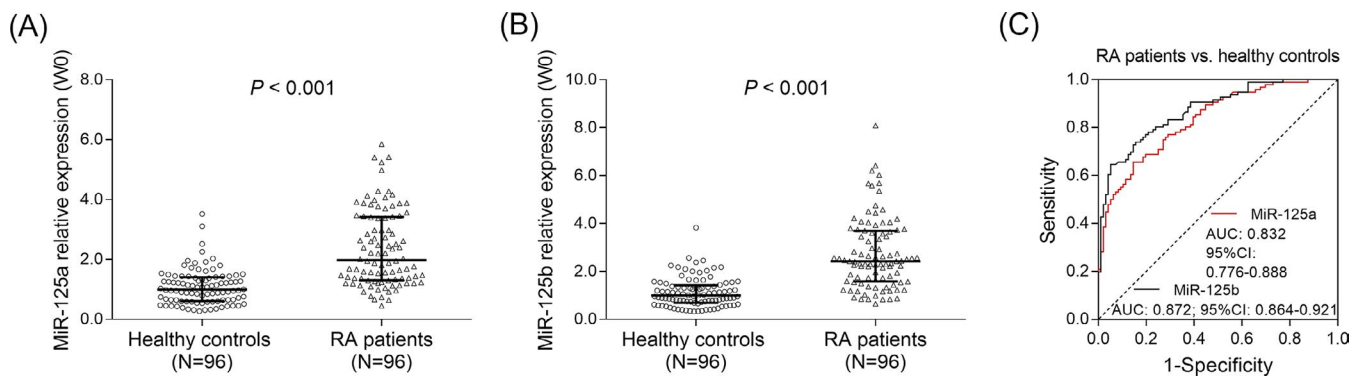 (A)
MiR-125a relative expression (W0)
8.0
6.0
4.0
2.0
0.0
P < 0.001
Healthy controls
(N=96)
RA patients
(N=96)
(B)
MiR-125b relative expression (W0)
10.0
8.0
6.0
4.0
2.0
0.0
P < 0.001
Healthy controls
(N=96)
RA patients
(N=96)
(C)
RA patients vs. healthy controls
Sensitivity
1.0
0.8
0.6
0.4
0.2
0.0
MiR-125a
AUC: 0.832
95%CI:
0.776-0.888
MiR-125b
AUC: 0.872; 95%CI: 0.864-0.921
0.0 0.2 0.4 0.6 0.8 1.0
1-Specificity